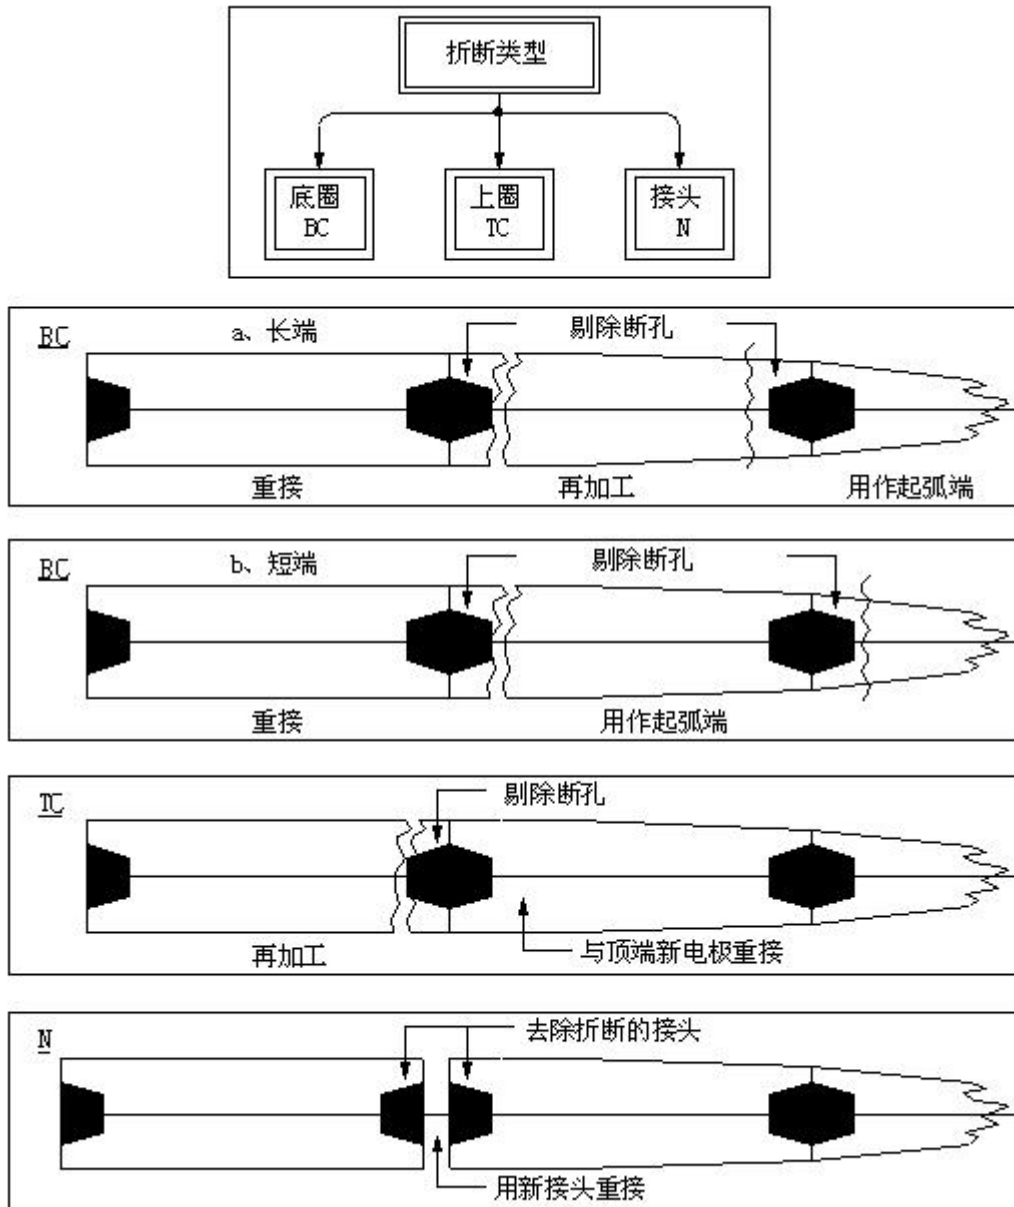 折断类型
底圈
BC
上圈
TC
接头
N
BC
a、长端
剔除断孔
重接
再加工
用作起弧端
BC
b、短端
剔除断孔
重接
用作起弧端
TC
剔除断孔
再加工
与顶端新电极重接
N
去除折断的接头
用新接头重接